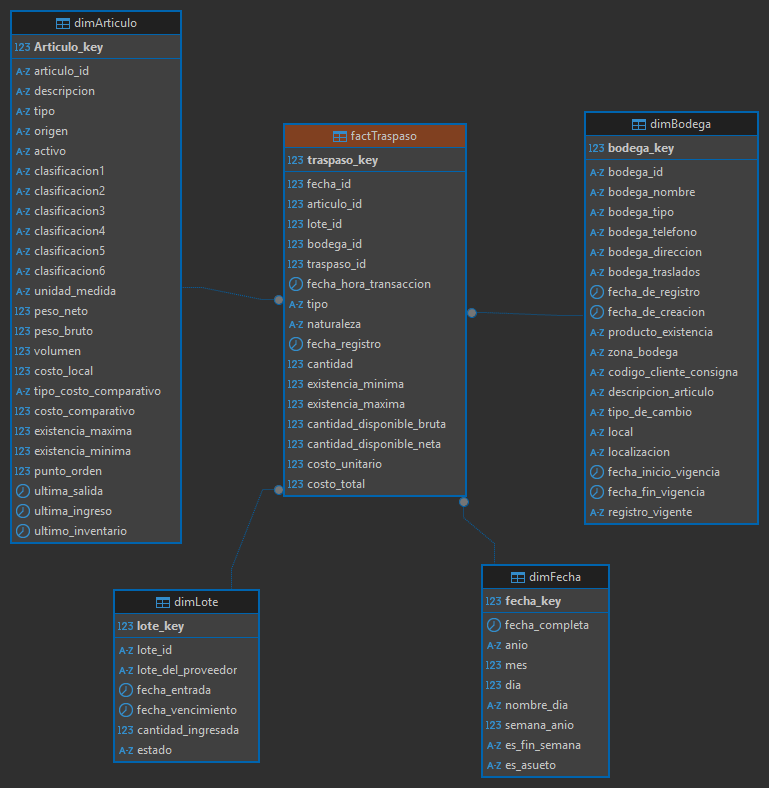 dimArticulo
123 Articulo_key
A-Z articulo_id
A-Z descripcion
A-Z tipo
A-Z origen
A-Z activo
A-Z clasificacion1
A-Z clasificacion2
A-Z clasificacion3
A-Z clasificacion4
A-Z clasificacion5
A-Z clasificacion6
A-Z unidad_medida
123 peso_neto
123 peso_bruto
123 volumen
123 costo_local
A-Z tipo_costo_comparativo
123 costo_comparativo
123 existencia_maxima
123 existencia_minima
123 punto_orden
ultima_salida
ultima_ingreso
ultimo_inventario
factTraspaso
123 traspaso_key
123 fecha_id
123 articulo_id
123 lote_id
123 bodega_id
123 traspaso_id
fecha_hora_transaccion
A-Z tipo
A-Z naturaleza
fecha_registro
123 cantidad
123 existencia_minima
123 existencia_maxima
123 cantidad_disponible_bruta
123 cantidad_disponible_neta
123 costo_unitario
123 costo_total
dimBodega
123 bodega_key
A-Z bodega_id
A-Z bodega_nombre
A-Z bodega_tipo
A-Z bodega_telefono
A-Z bodega_direccion
A-Z bodega_traslados
fecha_de_registro
fecha_de_creacion
A-Z producto_existencia
A-Z zona_bodega
A-Z codigo_cliente_consigna
A-Z descripcion_articulo
A-Z tipo_de_cambio
A-Z local
A-Z localizacion
fecha_inicio_vigencia
fecha_fin_vigencia
A-Z registro_vigente
dimLote
123 lote_key
A-Z lote_id
A-Z lote_del_proveedor
fecha_entrada
fecha_vencimiento
123 cantidad_ingresada
A-Z estado
dimFecha
123 fecha_key
fecha_completa
A-Z anio
123 mes
123 dia
A-Z nombre_dia
123 semana_anio
A-Z es_fin_semana
A-Z es_asueto